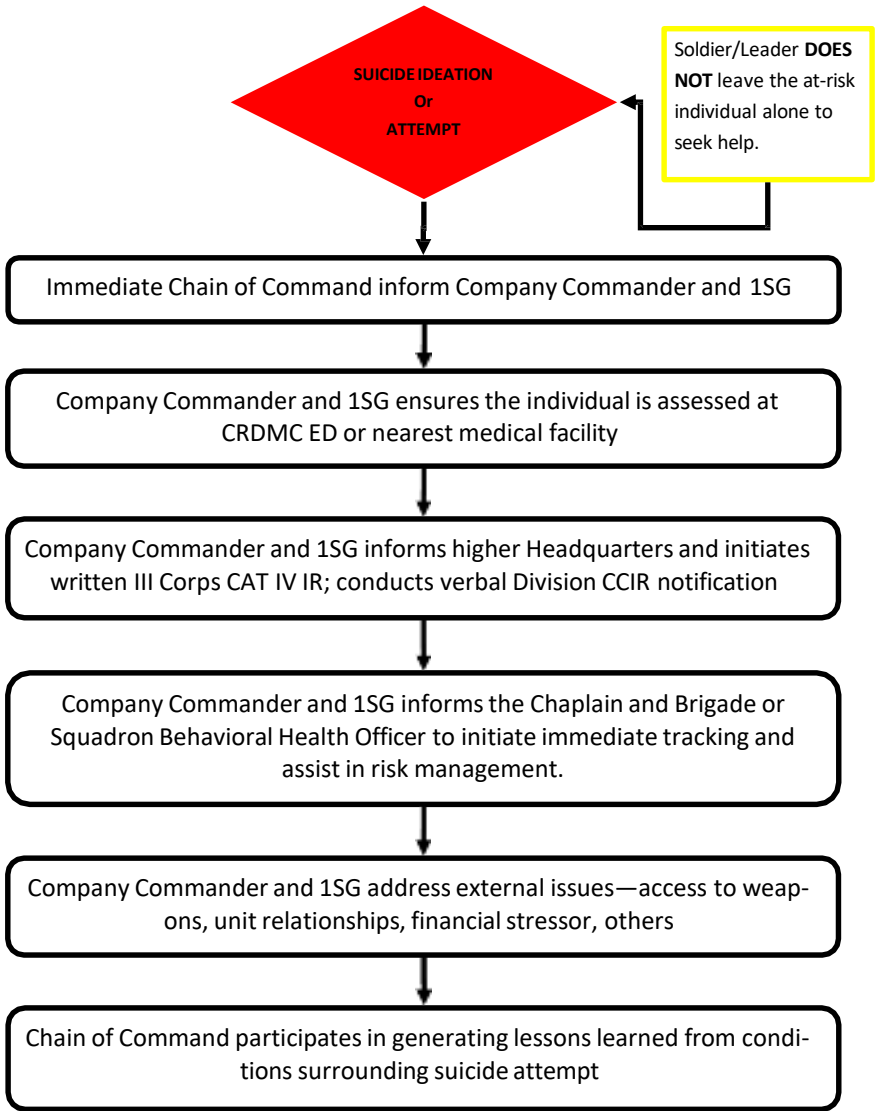 SUICIDE IDEATION
Or
ATTEMPT
Soldier/Leader DOES
NOT leave the at-risk
individual alone to
seek help.
Immediate Chain of Command inform Company Commander and 1SG
Company Commander and 1SG ensures the individual is assessed at
CRDMC ED or nearest medical facility
Company Commander and 1SG informs higher Headquarters and initiates
written III Corps CAT IV IR; conducts verbal Division CCIR notification
Company Commander and 1SG informs the Chaplain and Brigade or
Squadron Behavioral Health Officer to initiate immediate tracking and
assist in risk management.
Company Commander and 1SG address external issues—access to weap-
ons, unit relationships, financial stressor, others
Chain of Command participates in generating lessons learned from condi-
tions surrounding suicide attempt